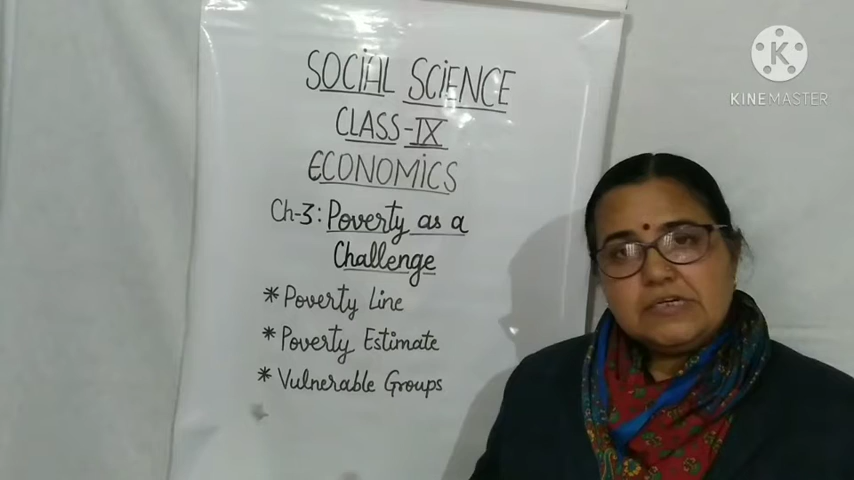 SOCIAL SCIENCE
CLASS-IX
ECONOMICS
Ch-3: Poverty as a
Challenge
* Poverty Line
* Poverty Estimate
* Vulnerable Groups
K
KINEMASTER